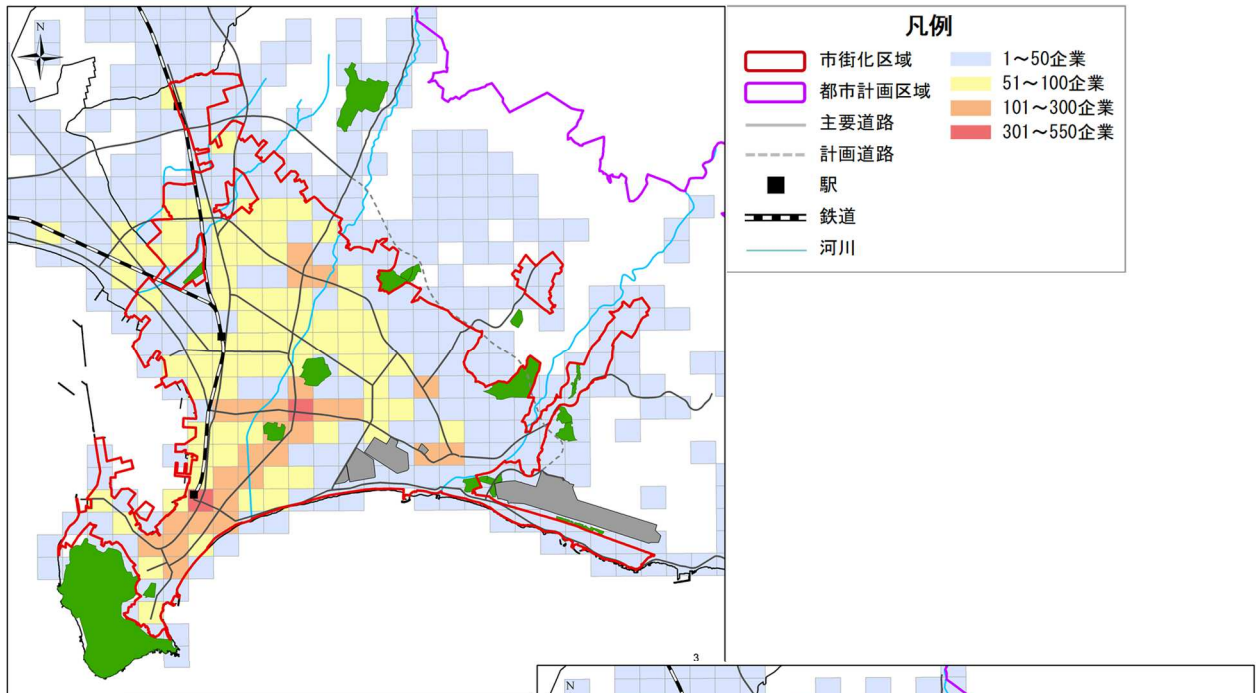 N
凡例
市街化区域
都市計画区域
主要道路
計画道路
駅
鉄道
河川
1～50企業
51～100企業
101～300企業
301～550企業
3
N